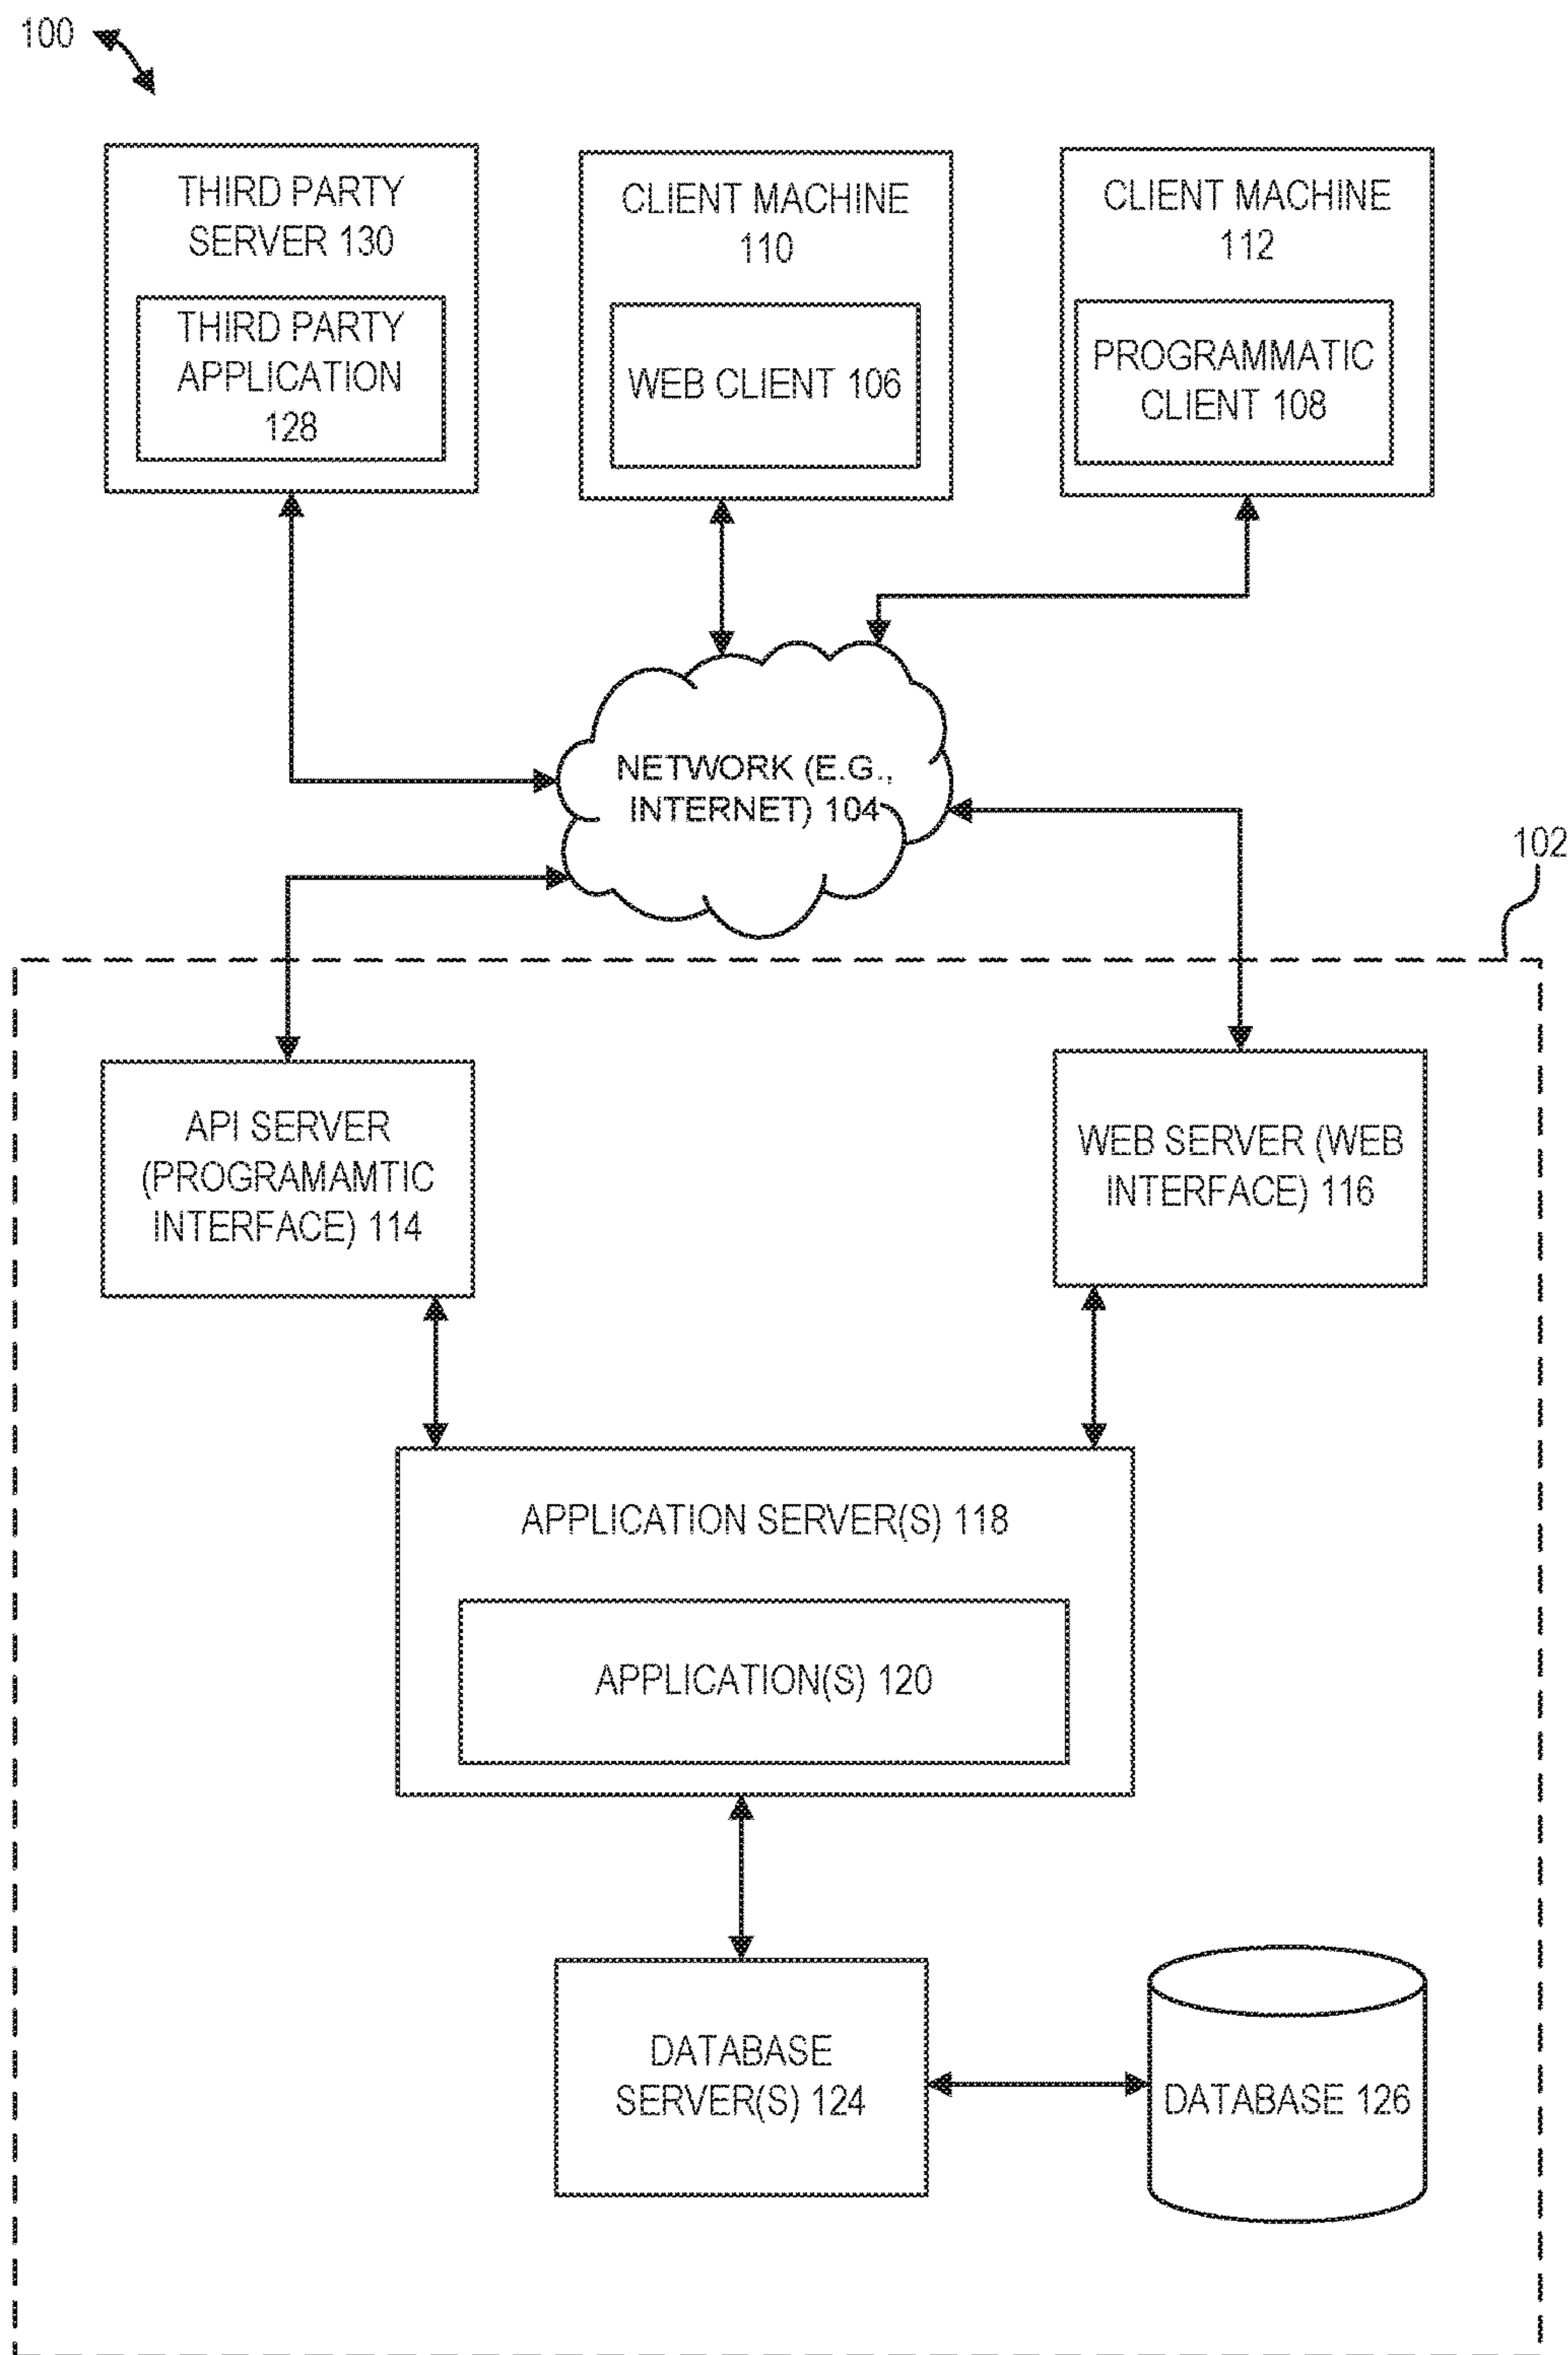 100
THIRD PARTY
SERVER 130
THIRD PARTY
APPLICATION
128
CLIENT MACHINE
110
WEB CLIENT 106
CLIENT MACHINE
112
PROGRAMMATIC
CLIENT 108
NETWORK (E.G.,
INTERNET) 104
102
API SERVER
(PROGRAMAMTIC
INTERFACE) 114
WEB SERVER (WEB
INTERFACE) 116
APPLICATION SERVER(S) 118
APPLICATION(S) 120
DATABASE
SERVER(S) 124
DATABASE 126